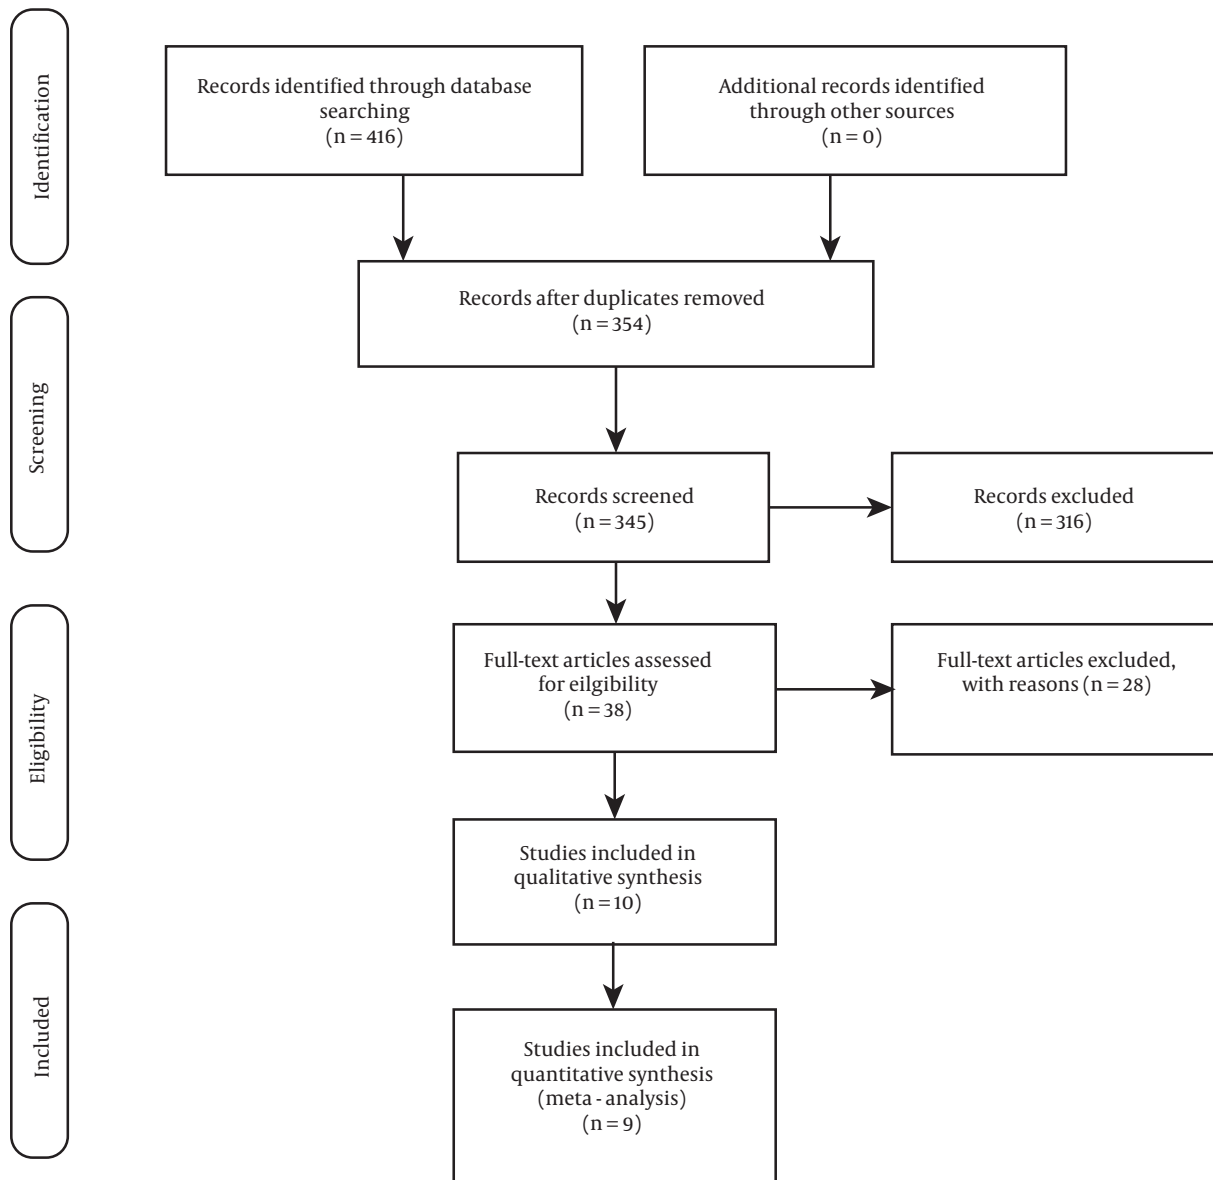 Identification
Records identified through database
searching
(n = 416)
Additional records identified
through other sources
(n = 0)
Records after duplicates removed
(n = 354)
Screening
Records screened
(n = 345)
Records excluded
(n = 316)
Eligibility
Full-text articles assessed
for eilgibility
(n = 38)
Full-text articles excluded,
with reasons (n = 28)
Studies included in
qualitative synthesis
(n = 10)
Included
Studies included in
quantitative synthesis
(meta - analysis)
(n = 9)